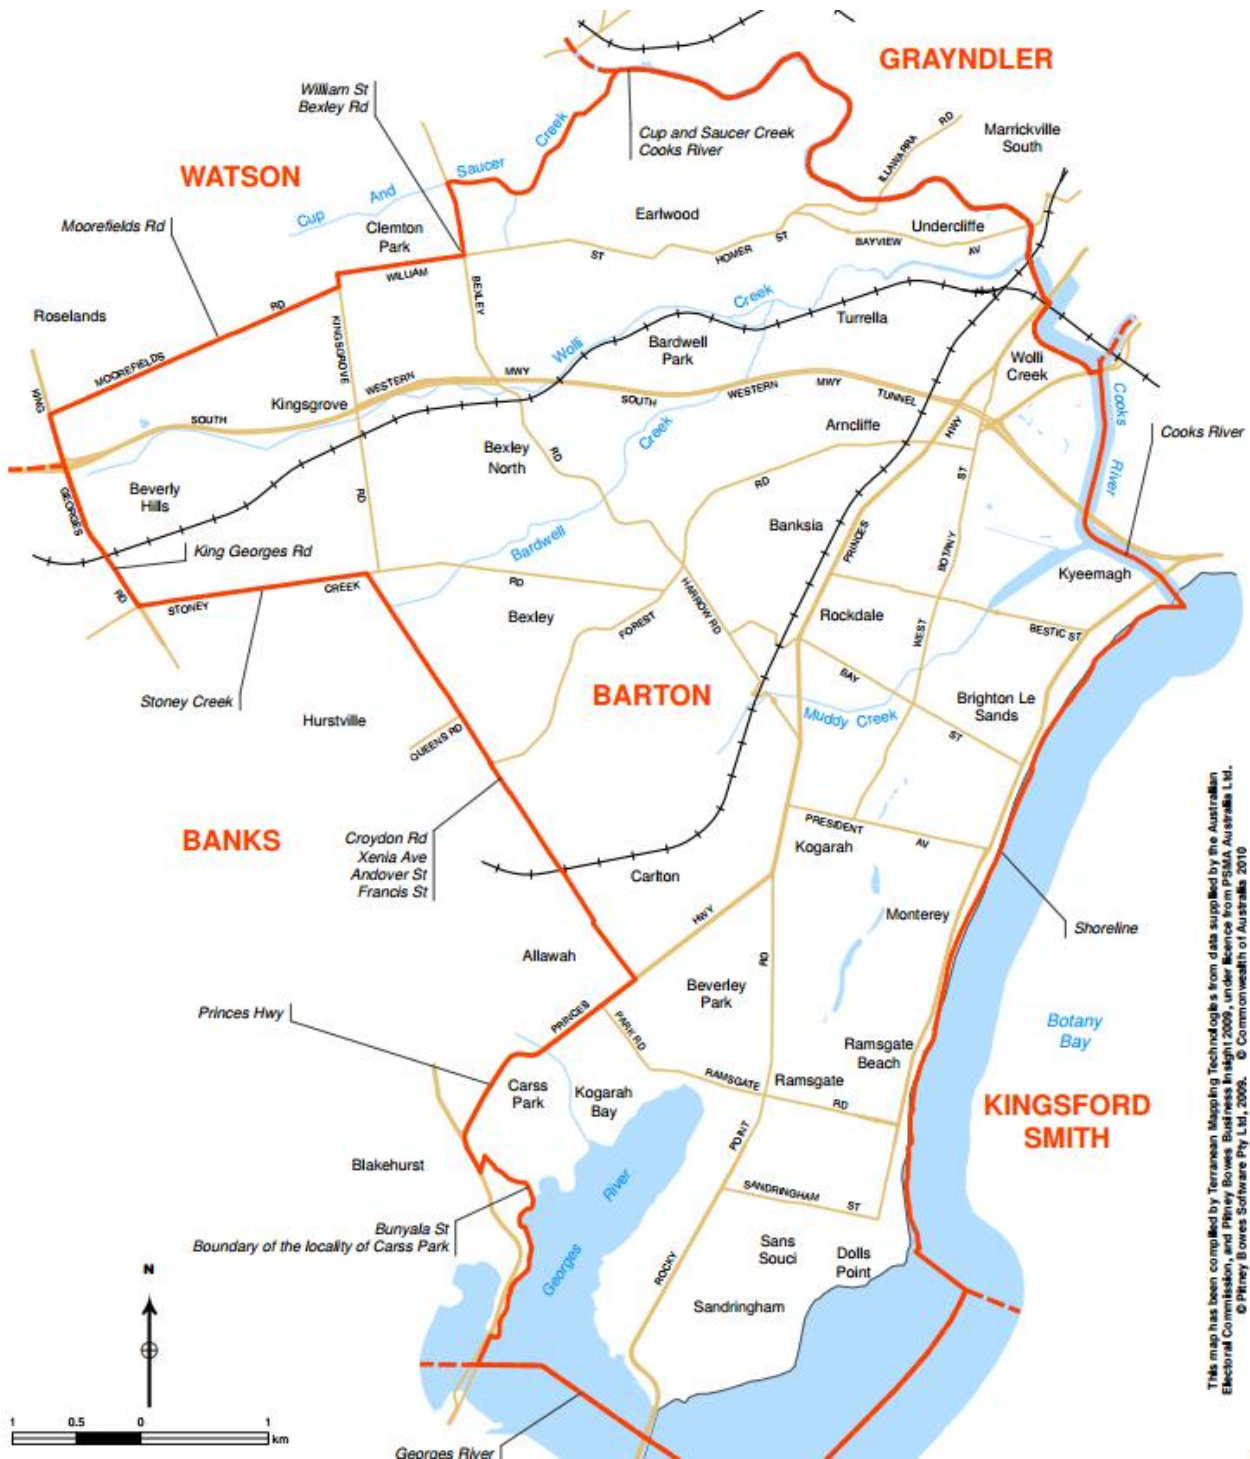 GRAYNDLER
William St
Bexley Rd
Cup and Saucer Creek
Cooks River
ILLAWARRA RD
Marrickville
South
WATSON
Cup And Saucer Creek
Moorefields Rd
Clemton
Park
Earlwood
Undercliffe
ST
HOMER
ST
BAYVIEW
AV
WILLIAM
BEXLEY
RD
Roselands
KINGSGROVE
Wolli
Creek
Turrella
Bardwell
Park
Wolli
Creek
MOOREFIELDS
KING
WESTERN
MWY
SOUTH
WESTERN
MWY
TUNNEL
Cooks
River
SOUTH
Kingsgrove
Arncliffe
HWY
Cooks River
Bexley
North
RD
Creek
Beverly
Hills
GEORGES
RD
RD
ST
Banksia
PRINCES
BOTANY
King Georges Rd
Bardwell
Kyeemagh
RD
STONEY
CREEK
RD
Bexley
FOREST
HARROW RD
Rockdale
WEST
BESTIC ST
Stoney Creek
Hurstville
BARTON
BAY
Muddy Creek
Brighton Le
Sands
ST
QUEENS RD
BANKS
Croydon Rd
Xenia Ave
Andover St
Francis St
PRESIDENT
AV
Kogarah
Carlton
HWY
Monterey
Shoreline
Allawah
RD
Beverley
Park
Princes Hwy
PRINCES
PARK RD
Botany
Bay
Ramsgate
Beach
RAMSGATE
Ramsgate
RD
Carss
Park
Kogarah
Bay
KINGSFORD
SMITH
POINT
Blakehurst
River
SANDRINGHAM
ST
Bunyala St
Boundary of the locality of Carss Park
Georges
ROCKY
Sans
Souci
Dolls
Point
Sandringham
N
1 0.5 0 1
km
Georges River
This map has been compiled by Terranean Mapping Technologies from data supplied by the Australian
Electoral Commission, and Pitney Bowes Business Insight 2009, under licence from PSMA Australia Ltd.
© Pitney Bowes Software Pty Ltd, 2009. © Commonwealth of Australia 2010